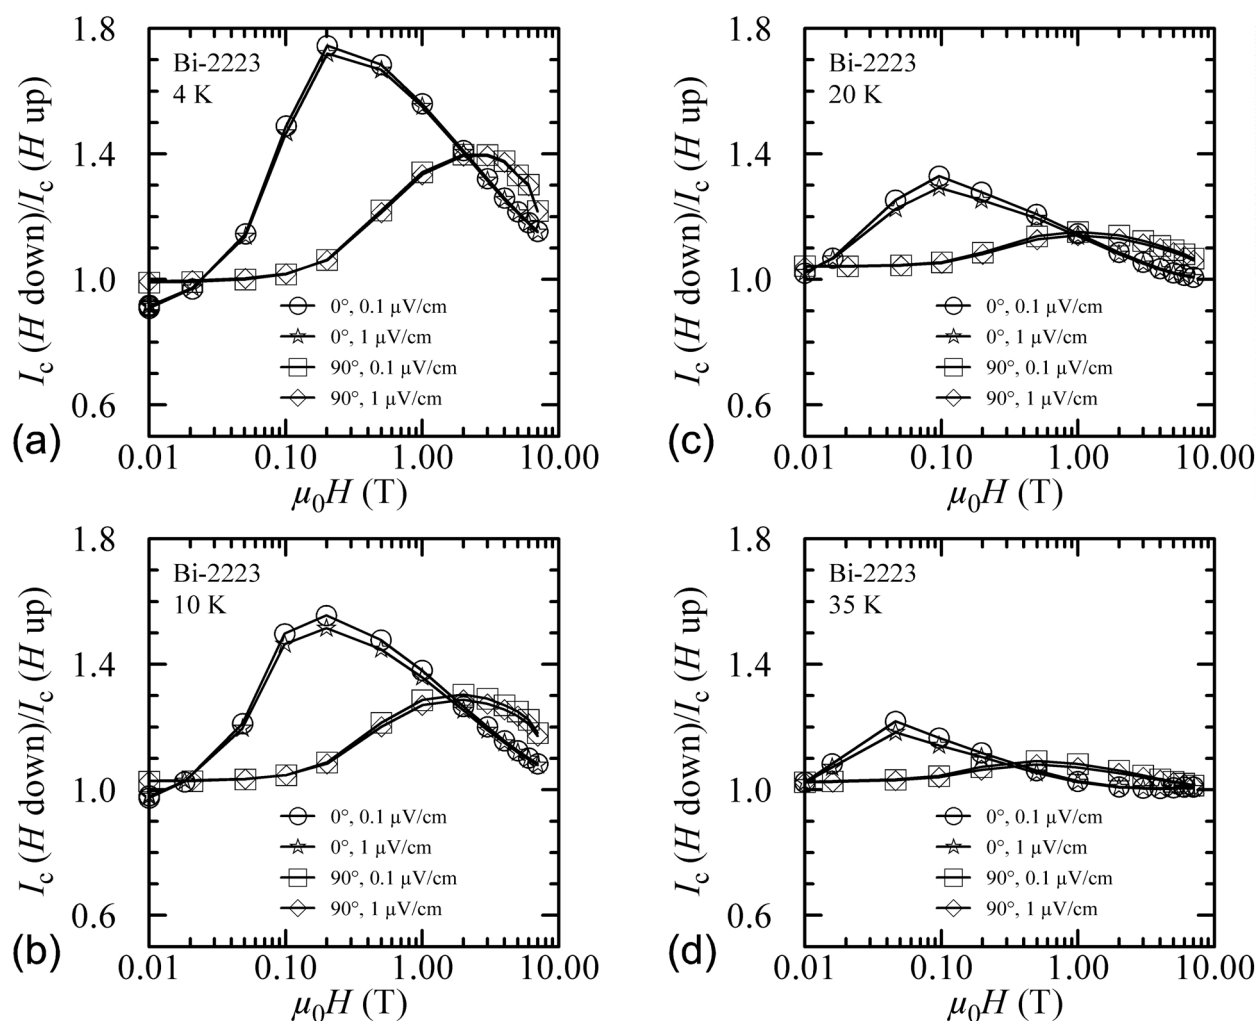 1.8
1.4
1.0
0.6
Bi-2223
4 K
I_c (H down)/I_c (H up)
0°, 0.1 µV/cm
0°, 1 µV/cm
90°, 0.1 µV/cm
90°, 1 µV/cm
(a)
0.01 0.10 1.00 10.00
µ₀H (T)
1.8
1.4
1.0
0.6
Bi-2223
10 K
I_c (H down)/I_c (H up)
0°, 0.1 µV/cm
0°, 1 µV/cm
90°, 0.1 µV/cm
90°, 1 µV/cm
(b)
0.01 0.10 1.00 10.00
µ₀H (T)
1.8
1.4
1.0
0.6
Bi-2223
20 K
I_c (H down)/I_c (H up)
0°, 0.1 µV/cm
0°, 1 µV/cm
90°, 0.1 µV/cm
90°, 1 µV/cm
(c)
0.01 0.10 1.00 10.00
µ₀H (T)
1.8
1.4
1.0
0.6
Bi-2223
35 K
I_c (H down)/I_c (H up)
0°, 0.1 µV/cm
0°, 1 µV/cm
90°, 0.1 µV/cm
90°, 1 µV/cm
(d)
0.01 0.10 1.00 10.00
µ₀H (T)